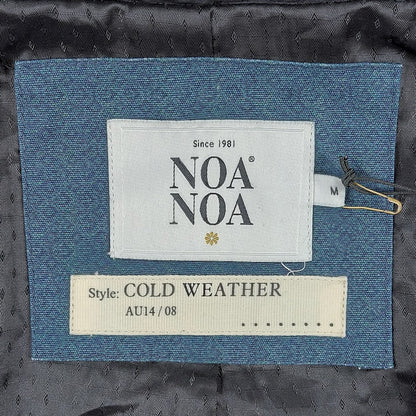 Since 1981
NOA®
NOA
M
Style: COLD WEATHER
AU14/08